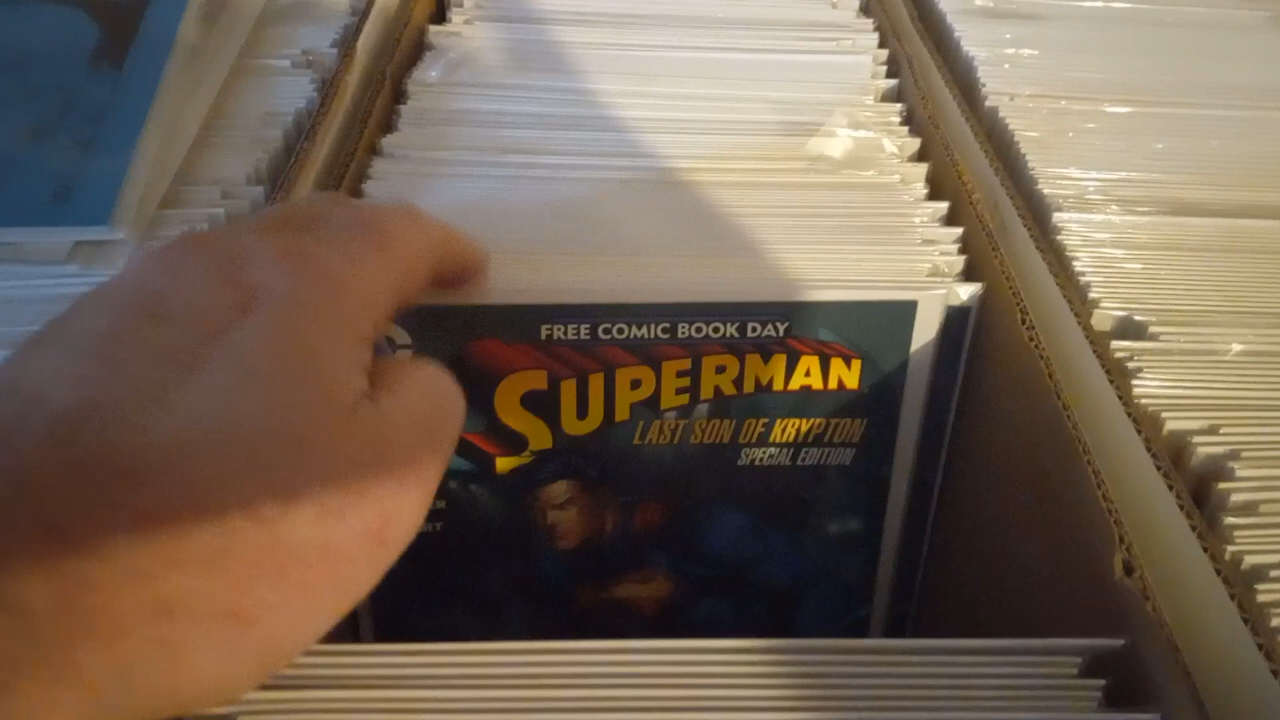 FREE COMIC BOOK DAY
SUPERMAN
LAST SON OF KRYPTON
SPECIAL EDITION